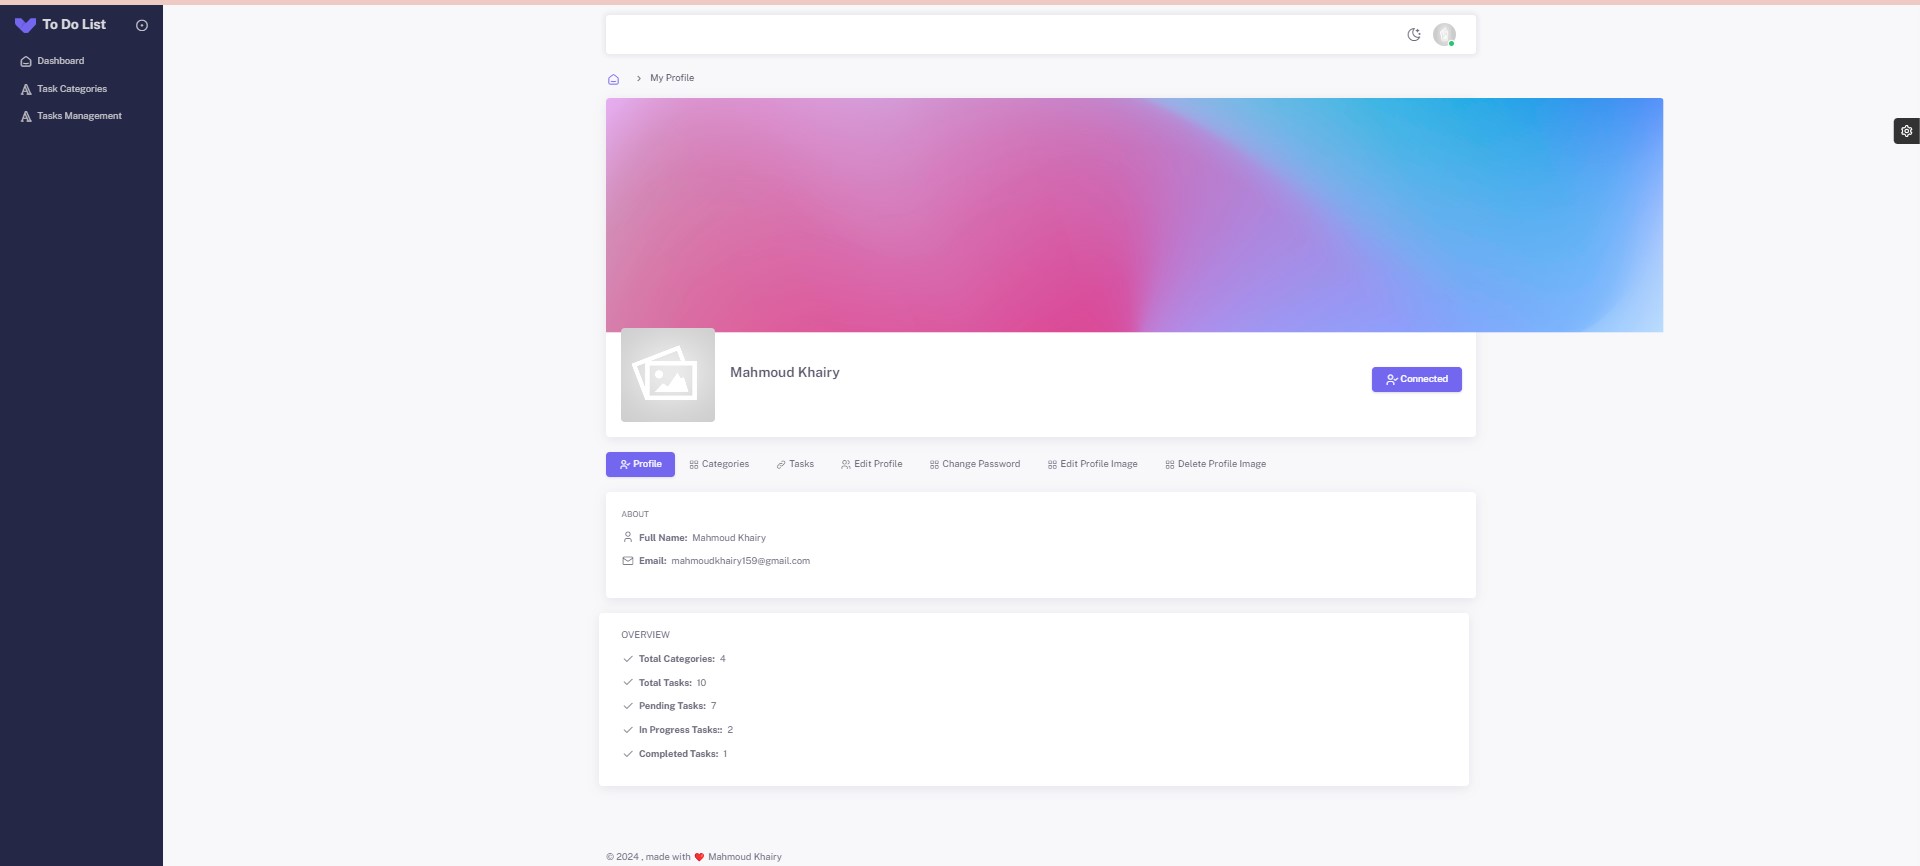 To Do List
Dashboard
Task Categories
Tasks Management
My Profile
Mahmoud Khairy
Connected
Profile Categories Tasks Edit Profile Change Password Edit Profile Image Delete Profile Image
ABOUT
Full Name: Mahmoud Khairy
Email: mahmoudkhairy159@gmail.com
OVERVIEW
Total Categories: 4
Total Tasks: 10
Pending Tasks: 7
In Progress Tasks:: 2
Completed Tasks: 1
© 2024 , made with ❤️ Mahmoud Khairy